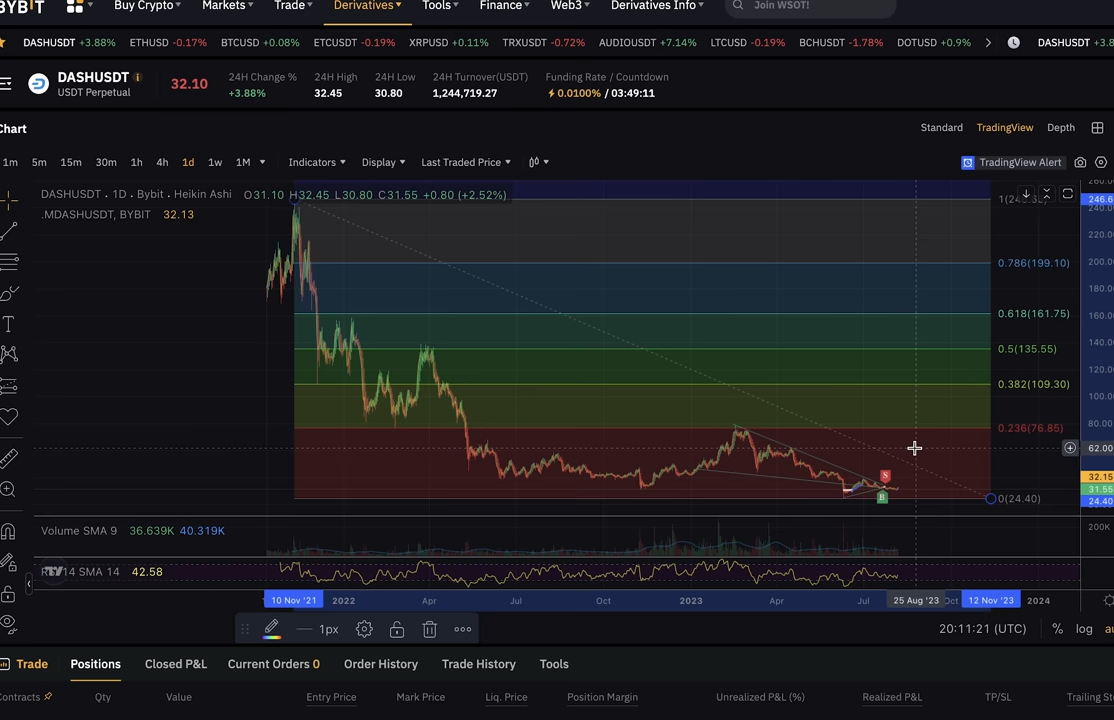 BYBIT Buy Crypto Markets Trade Derivatives Tools Finance Web3 Derivatives Info Join WSOT!
DASHUSDT +3.88% ETHUSD -0.17% BTCUSD +0.08% ETCUSDT -0.19% XRPUSD +0.11% TRXUSDT -0.72% AUDIOUSDT +7.14% LTCUSD -0.19% BCHUSDT -1.78% DOTUSD +0.9% DASHUSDT +3.8
DASHUSDT 32.10 24H Change % 24H High 24H Low 24H Turnover(USDT) Funding Rate / Countdown
USDT Perpetual +3.88% 32.45 30.80 1,244,719.27 0.0100% / 03:49:11
Chart Standard TradingView Depth
1m 5m 15m 30m 1h 4h 1d 1w 1M Indicators Display Last Traded Price TradingView Alert
DASHUSDT · 1D · Bybit · Heikin Ashi O31.10 H32.45 L30.80 C31.55 +0.80 (+2.52%)
.MDASHUSDT, BYBIT 32.13
260.0
246.6
240.00
220.0
0.786(199.10) 200.0
180.0
0.618(161.75) 160.0
0.5(135.55) 140.0
120.0
0.382(109.30) 100.0
0.236(76.85) 80.00
62.00
S
32.15
31.55
B 0(24.40) 24.40
Volume SMA 9 36.639K 40.319K 200K
14 SMA 14 42.58
10 Nov '21 2022 Apr Jul Oct 2023 Apr Jul 25 Aug '23 Oct 12 Nov '23 2024
1px 20:11:21 (UTC) % log au
Trade Positions Closed P&L Current Orders 0 Order History Trade History Tools
Contracts Qty Value Entry Price Mark Price Liq. Price Position Margin Unrealized P&L (%) Realized P&L TP/SL Trailing St